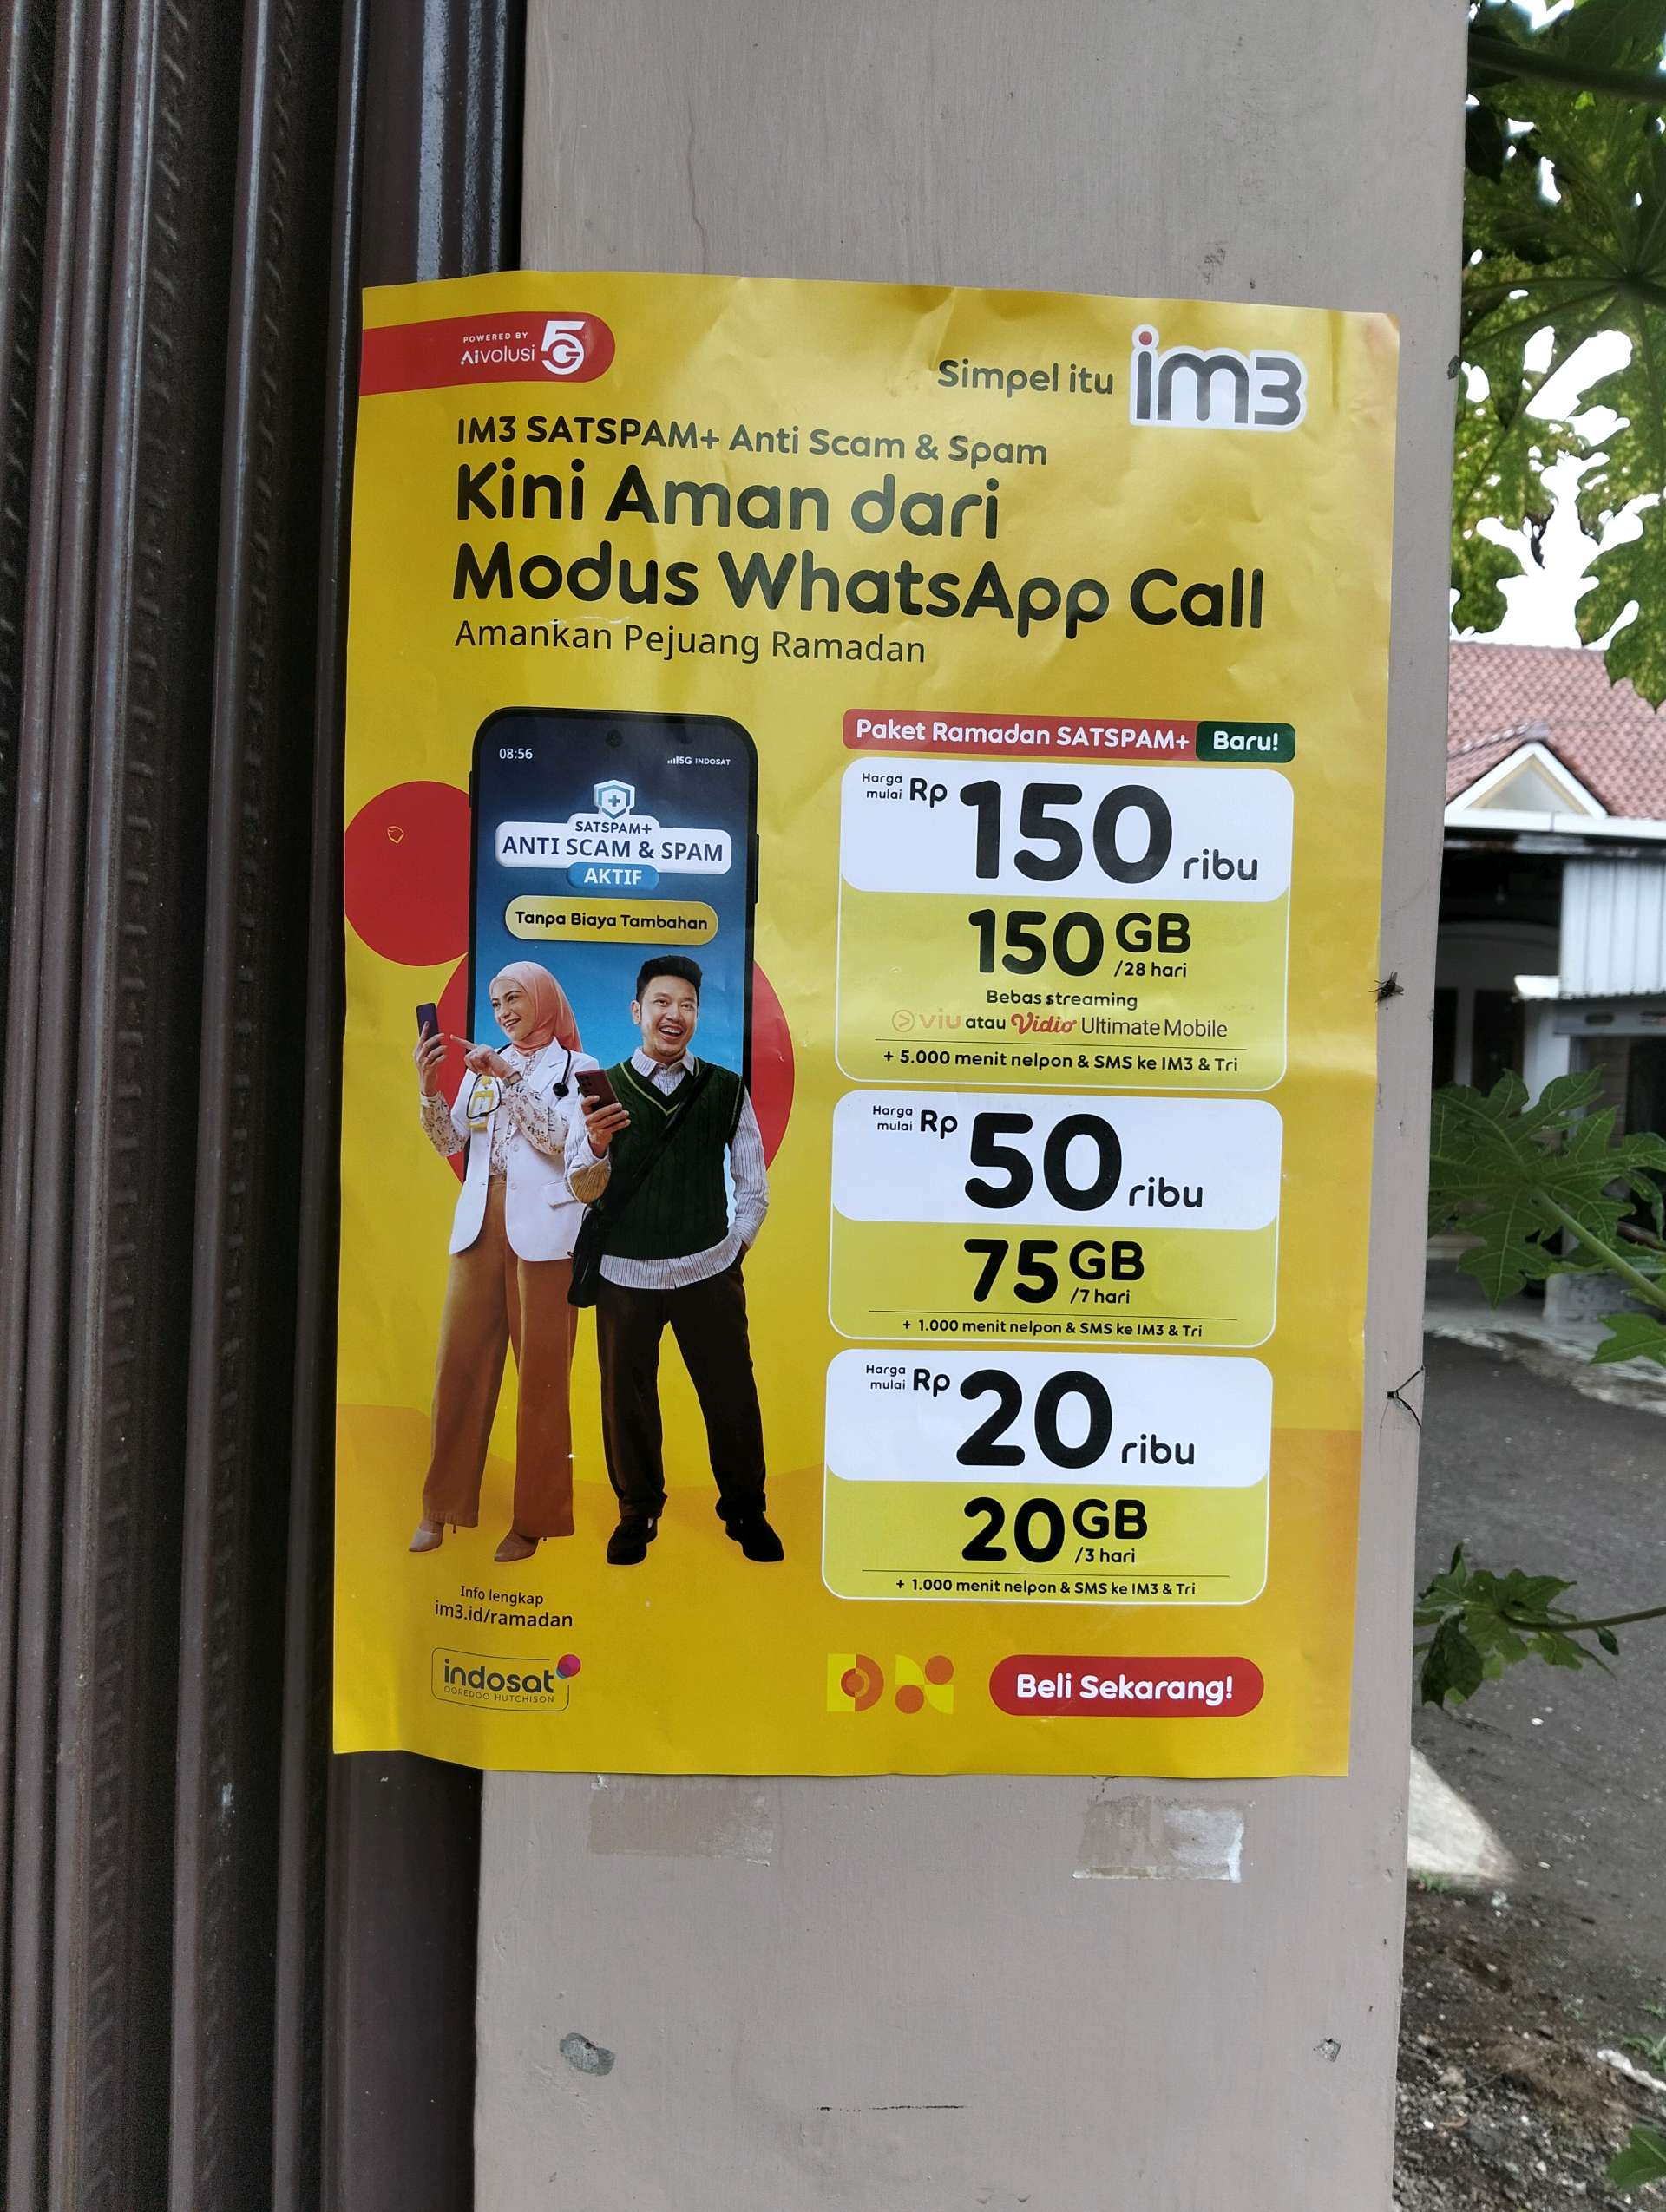 POWERED BY
AIVOLUSI 5G
Simpel itu im3
IM3 SATSPAM+ Anti Scam & Spam
Kini Aman dari
Modus WhatsApp Call
Amankan Pejuang Ramadan
08:56
5G INDOSAT
SATSPAM+
ANTI SCAM & SPAM
AKTIF
Tanpa Biaya Tambahan
Paket Ramadan SATSPAM+ Baru!
Harga
mulai Rp 150 ribu
150 GB
/28 hari
Bebas streaming
viu atau Vidio Ultimate Mobile
+ 5.000 menit nelpon & SMS ke IM3 & Tri
Harga
mulai Rp 50 ribu
75 GB
/7 hari
+ 1.000 menit nelpon & SMS ke IM3 & Tri
Harga
mulai Rp 20 ribu
20 GB
/3 hari
+ 1.000 menit nelpon & SMS ke IM3 & Tri
Info lengkap
im3.id/ramadan
indosat
OOREDOO HUTCHISON
Beli Sekarang!